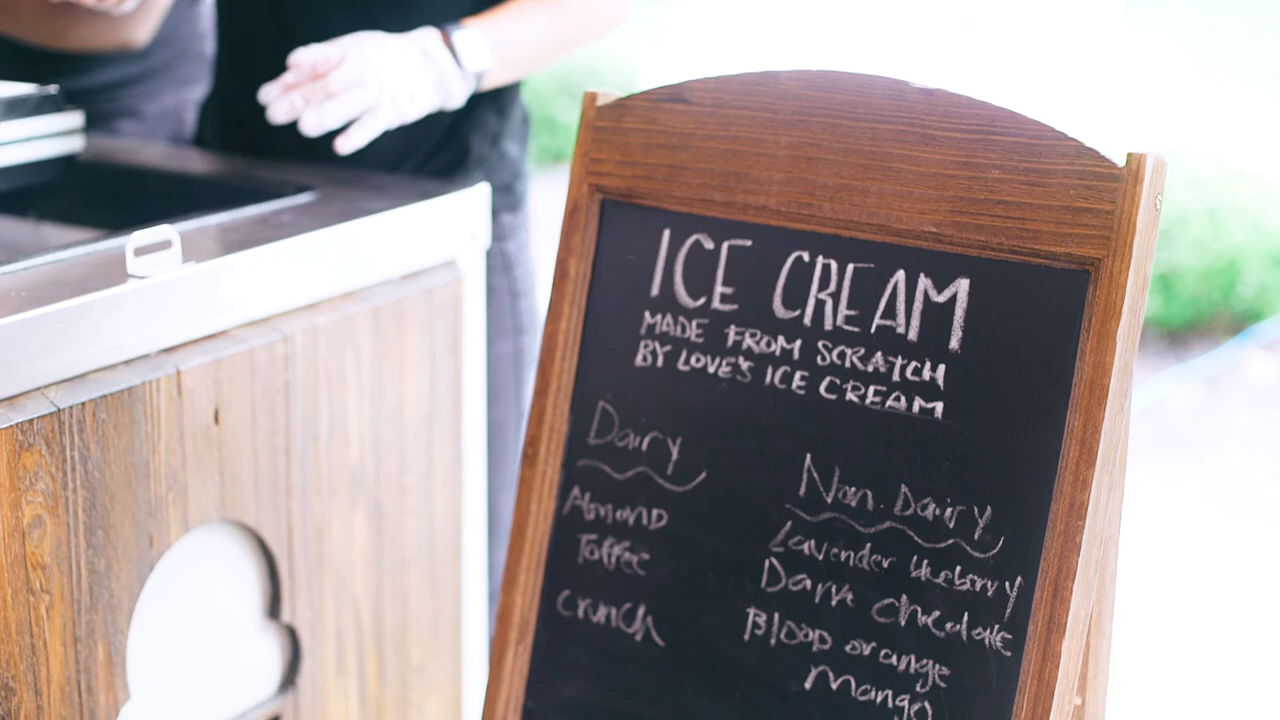 ICE CREAM
MADE FROM SCRATCH
BY LOVE'S ICE CREAM
Dairy
Almond
Toffee
Crunch
Non. Dairy
Lavender blueberry
Dark chocolate
Blood orange
Mango